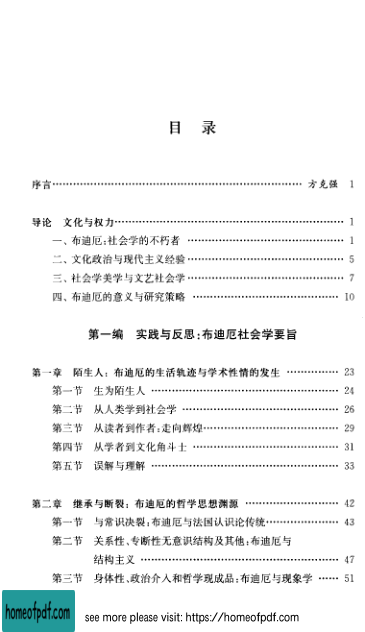 目 录
序言 方克强 1
导论 文化与权力 1
一、布迪厄:社会学的不朽者 1
二、文化政治与现代主义经验 5
三、社会学美学与文艺社会学 7
四、布迪厄的意义与研究策略 10
第一编 实践与反思:布迪厄社会学要旨
第一章 陌生人:布迪厄的生活轨迹与学术性情的发生 23
第一节 生为陌生人 24
第二节 从人类学到社会学 26
第三节 从读者到作者:走向辉煌 29
第四节 从学者到文化角斗士 31
第五节 误解与理解 33
第二章 继承与断裂:布迪厄的哲学思想渊源 42
第一节 与常识决裂:布迪厄与法国认识论传统 43
第二节 关系性、专断性无意识结构及其他:布迪厄与
结构主义 47
第三节 身体性、政治介入和哲学现成品:布迪厄与现象学 51
homeofpdf.com
see more please visit: https://homeofpdf.com